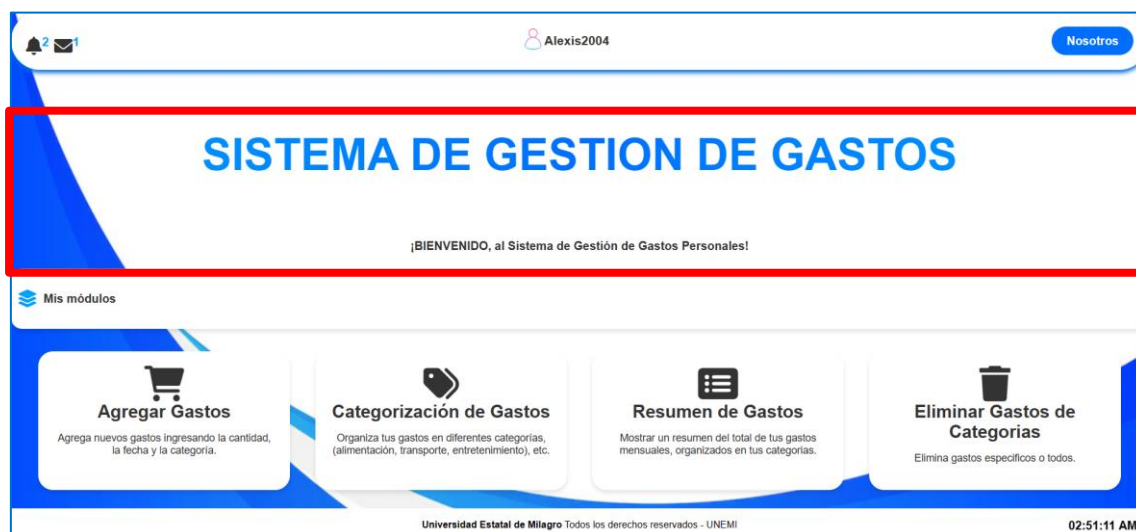 2 1
Alexis2004
Nosotros
SISTEMA DE GESTION DE GASTOS
¡BIENVENIDO, al Sistema de Gestión de Gastos Personales!
Mis módulos
Agregar Gastos
Agrega nuevos gastos ingresando la cantidad,
la fecha y la categoría.
Categorización de Gastos
Organiza tus gastos en diferentes categorías,
(alimentación, transporte, entretenimiento), etc.
Resumen de Gastos
Mostrar un resumen del total de tus gastos
mensuales, organizados en tus categorias.
Eliminar Gastos de
Categorias
Elimina gastos especificos o todos.
Universidad Estatal de Milagro Todos los derechos reservados - UNEMI
02:51:11 AM